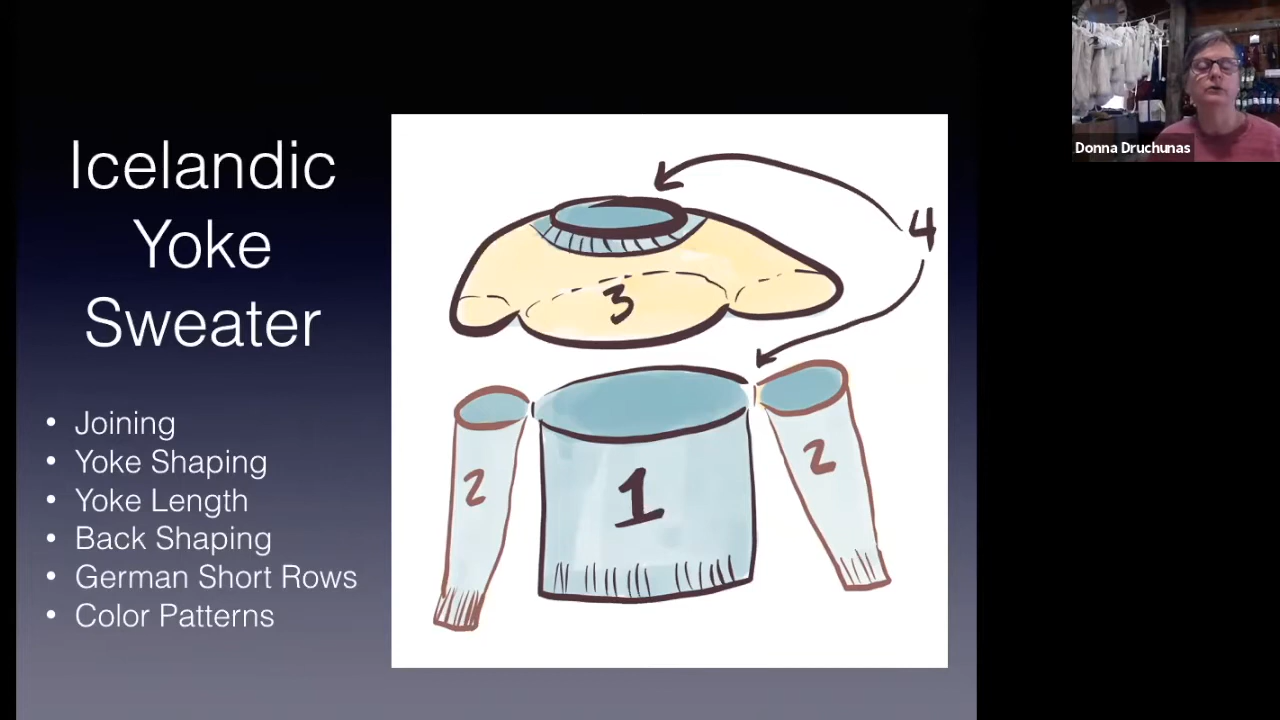 Icelandic
Yoke
Sweater
• Joining
• Yoke Shaping
• Yoke Length
• Back Shaping
• German Short Rows
• Color Patterns
4
3
2
1
2
Donna Druchunas